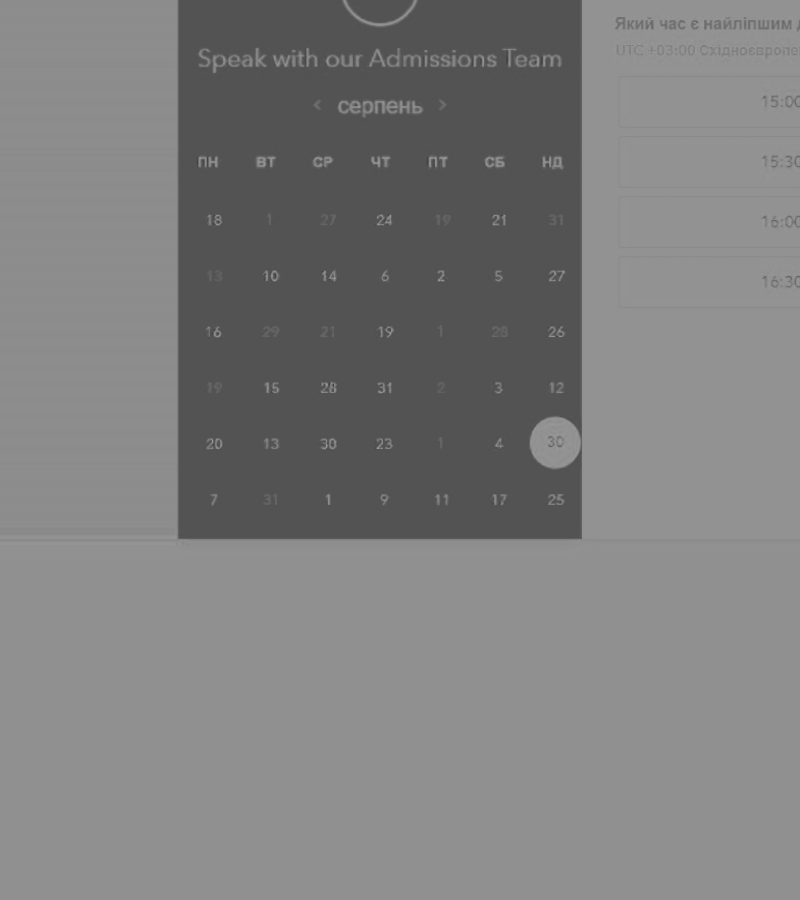 Speak with our Admissions Team
‹ серпень ›
ПН ВТ СР ЧТ ПТ СБ НД
18 1 27 24 19 21 31
13 10 14 6 2 5 27
16 29 21 19 1 28 26
19 15 28 31 2 3 12
20 13 30 23 1 4 30
7 31 1 9 11 17 25
Який час є найліпшим
UTC +03:00
15:00
15:30
16:00
16:30